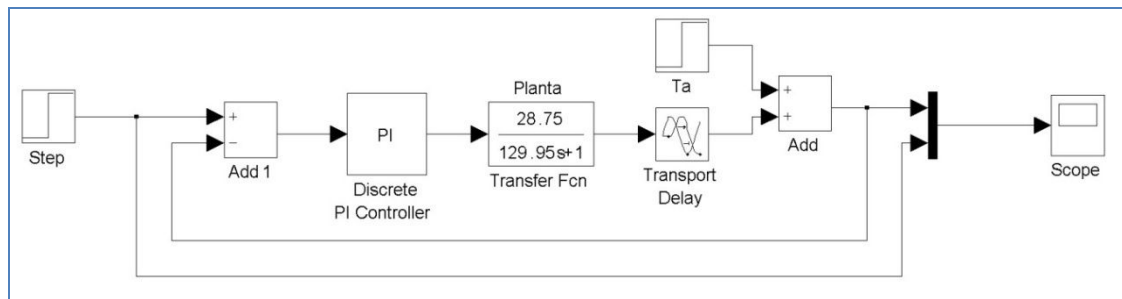 Step
+
−
Add 1
PI
Discrete
PI Controller
Planta
28.75
129.95s+1
Transfer Fcn
Ta
Transport
Delay
+
+
Add
Scope